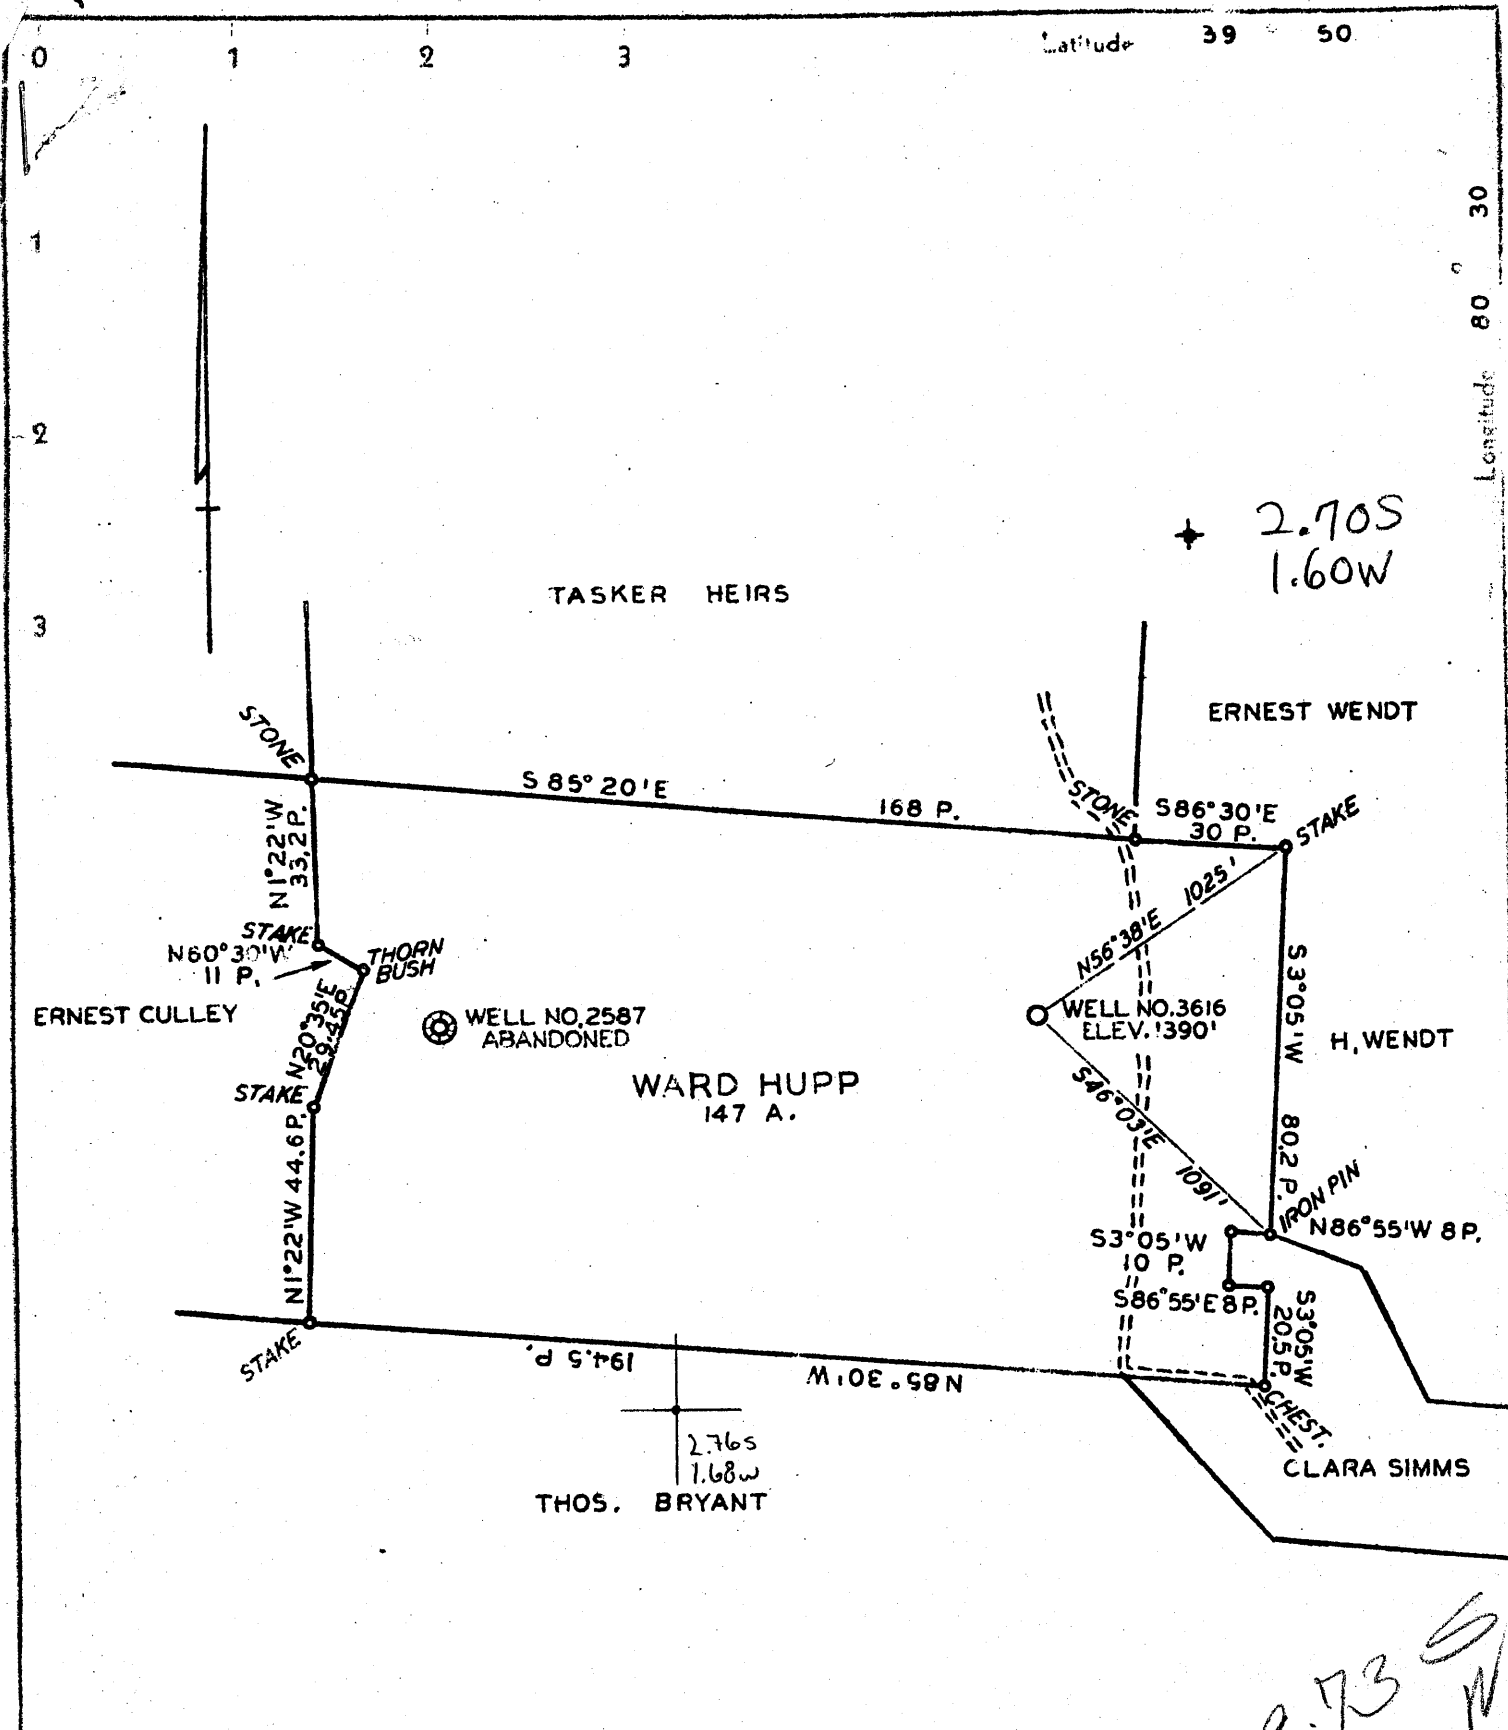 Latitude 39° 50
0 1 2 3
1
2
3
Longitude 80° 30
2.70S
1.60W
TASKER HEIRS
ERNEST WENDT
STONE
S 85° 20' E
168 P.
STONE
S86°30'E
30 P.
STAKE
N1°22'W
33.2P.
1025'
N56°38'E
STAKE
N60°30'W
11 P.
THORN
BUSH
ERNEST CULLEY
N20°35'E
29.45P.
WELL NO. 2587
ABANDONED
WELL NO. 3616
ELEV. 1390'
S3°05'W
80.2 P.
H. WENDT
WARD HUPP
147 A.
STAKE
S46°03'E
1091'
N1°22'W 44.6P.
IRON PIN
N86°55'W 8P.
S3°05'W
10 P.
S86°55'E 8P.
S3°05'W
20.5P.
STAKE
194.5 P.
N85°30'W
CHEST.
2.76S
1.68W
CLARA SIMMS
THOS. BRYANT
.73 S
W